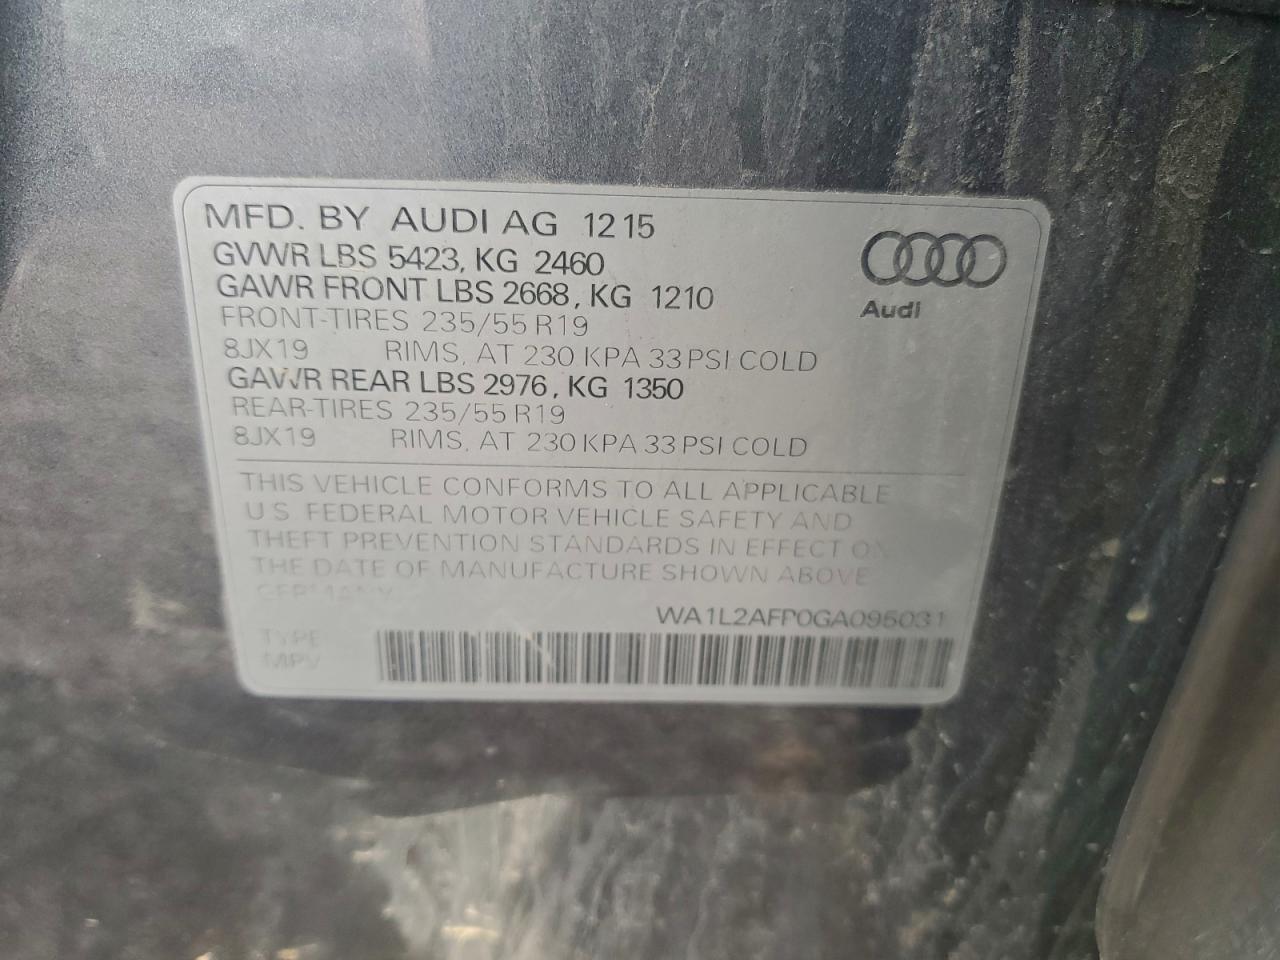 MFD. BY AUDI AG 12 15
GVWR LBS 5423, KG 2460
GAWR FRONT LBS 2668, KG 1210
FRONT-TIRES 235/55 R19
8JX19 RIMS, AT 230 KPA 33 PSI COLD
GAWR REAR LBS 2976, KG 1350
REAR-TIRES 235/55 R19
8JX19 RIMS, AT 230 KPA 33 PSI COLD
Audi
THIS VEHICLE CONFORMS TO ALL APPLICABLE
U.S. FEDERAL MOTOR VEHICLE SAFETY AND
THEFT PREVENTION STANDARDS IN EFFECT ON
THE DATE OF MANUFACTURE SHOWN ABOVE
GERMANY
WA1L2AFP0GA095031
TYPE
MPV